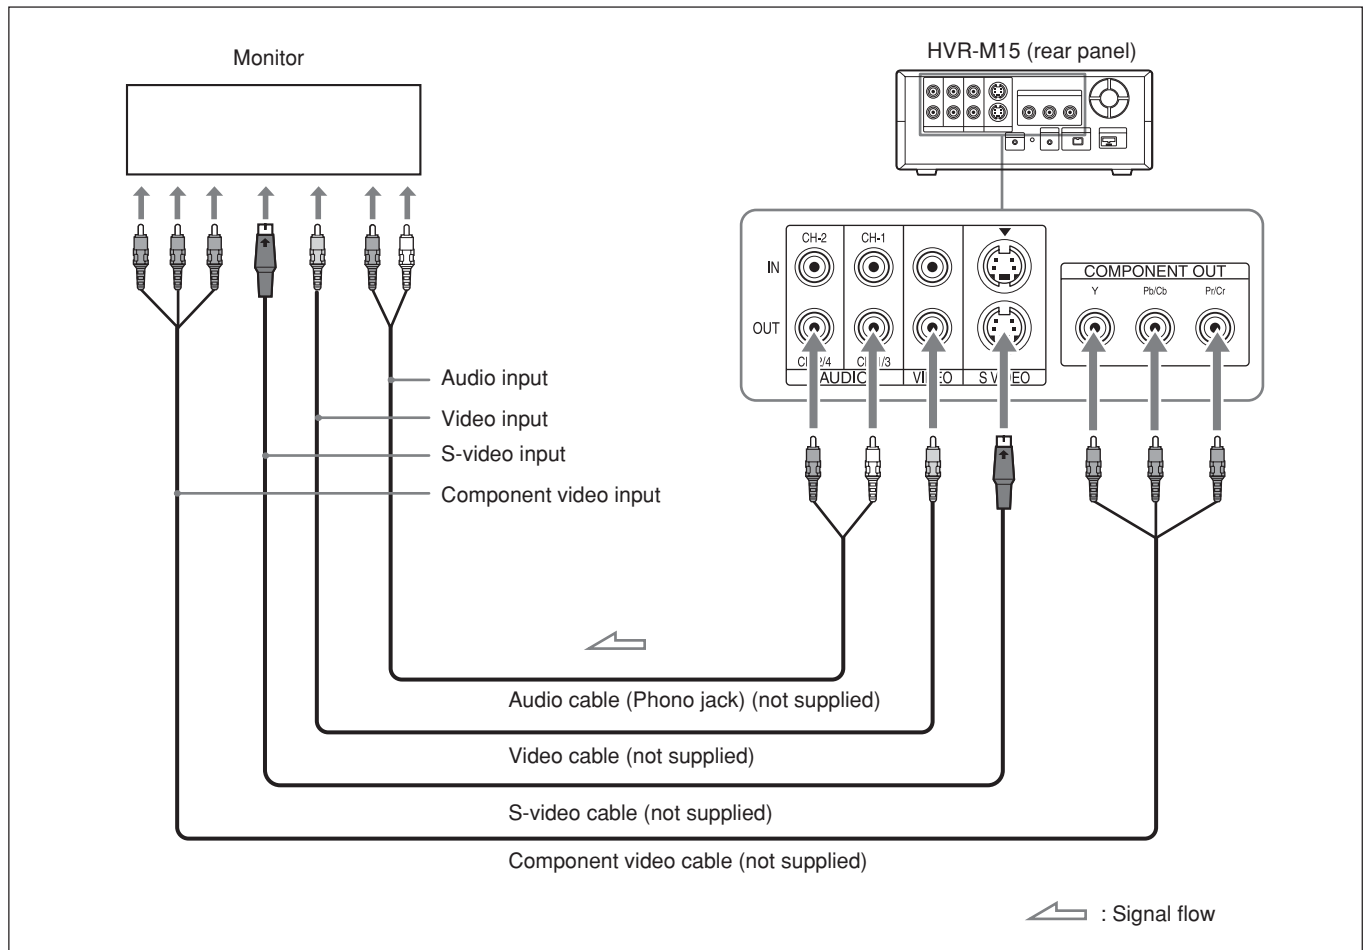 Monitor
HVR-M15 (rear panel)
CH-2
CH-1
IN
COMPONENT OUT
Y
Pb/Cb
Pr/Cr
OUT
AUDIO
VIDEO
S VIDEO
Audio input
Video input
S-video input
Component video input
Audio cable (Phono jack) (not supplied)
Video cable (not supplied)
S-video cable (not supplied)
Component video cable (not supplied)
: Signal flow